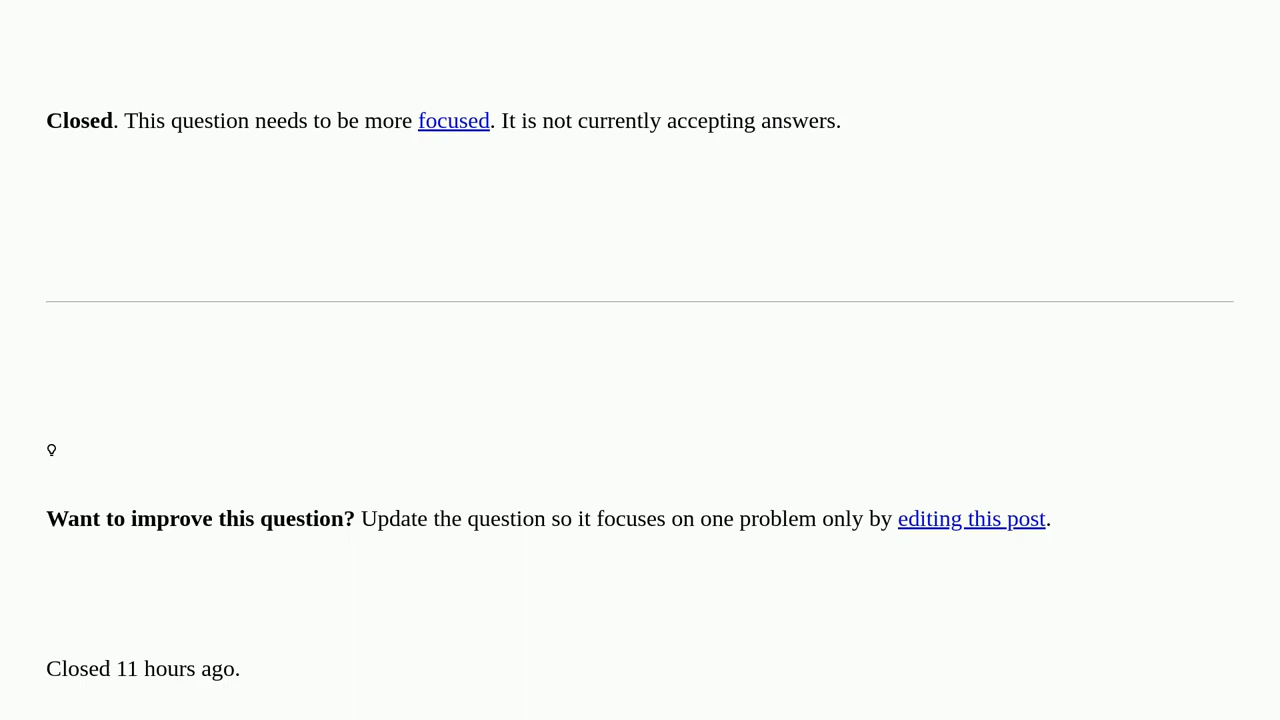 Closed. This question needs to be more focused. It is not currently accepting answers.
Want to improve this question? Update the question so it focuses on one problem only by editing this post.
Closed 11 hours ago.